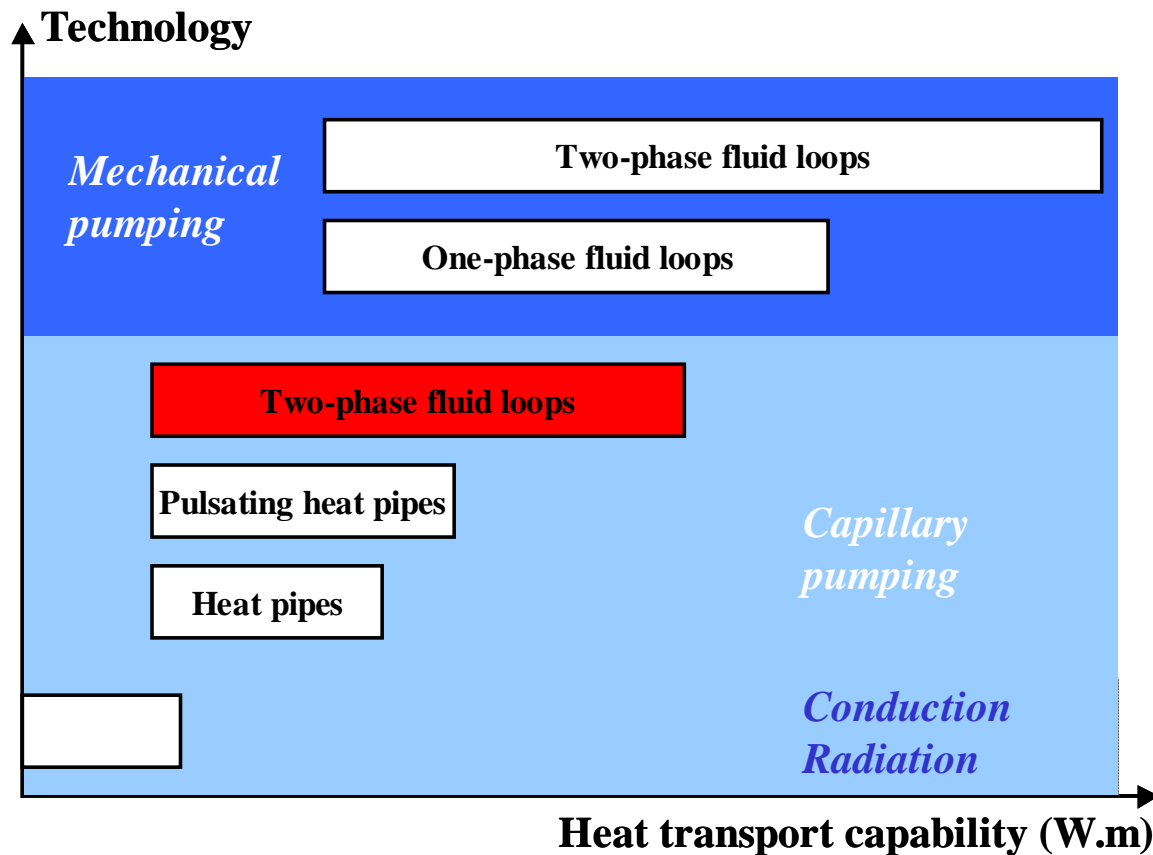 Technology
Mechanical
pumping
Two-phase fluid loops
One-phase fluid loops
Two-phase fluid loops
Pulsating heat pipes
Heat pipes
Capillary
pumping
Conduction
Radiation
Heat transport capability (W.m)